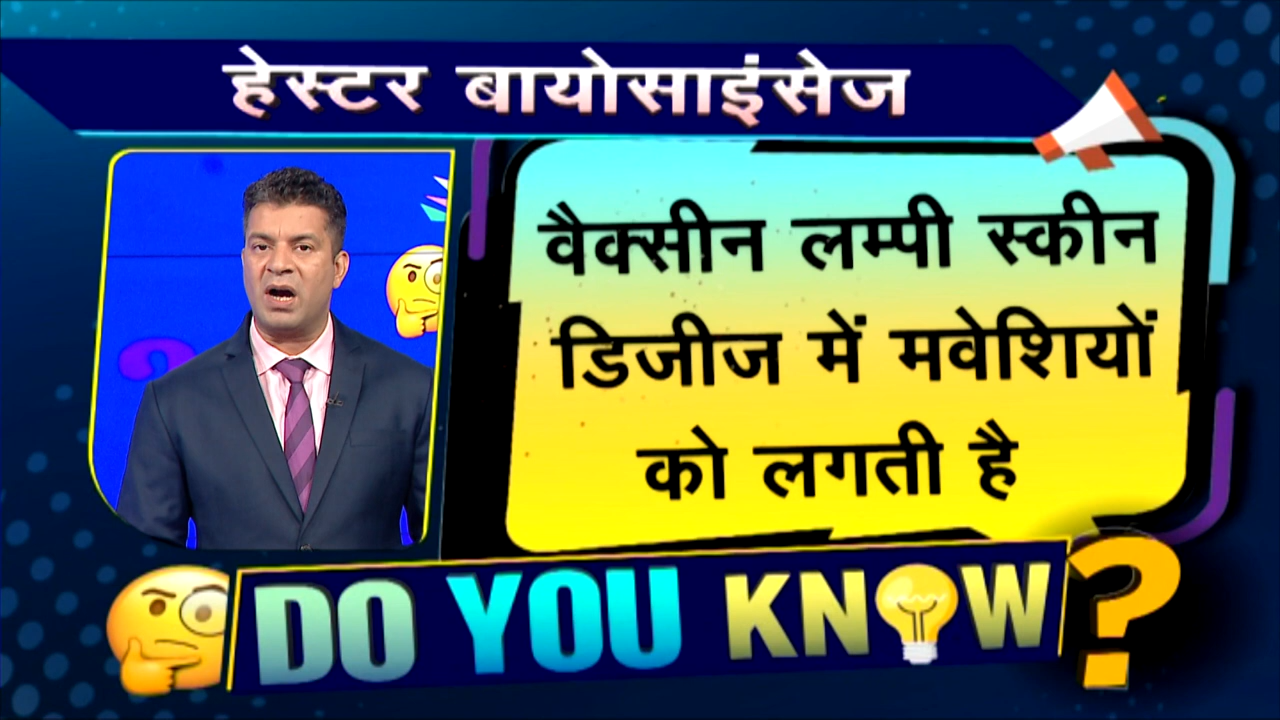 हेस्टर बायोसाइंसेज
वैक्सीन लम्पी स्कीन
डिजीज में मवेशियों
को लगती है
DO YOU KNOW?